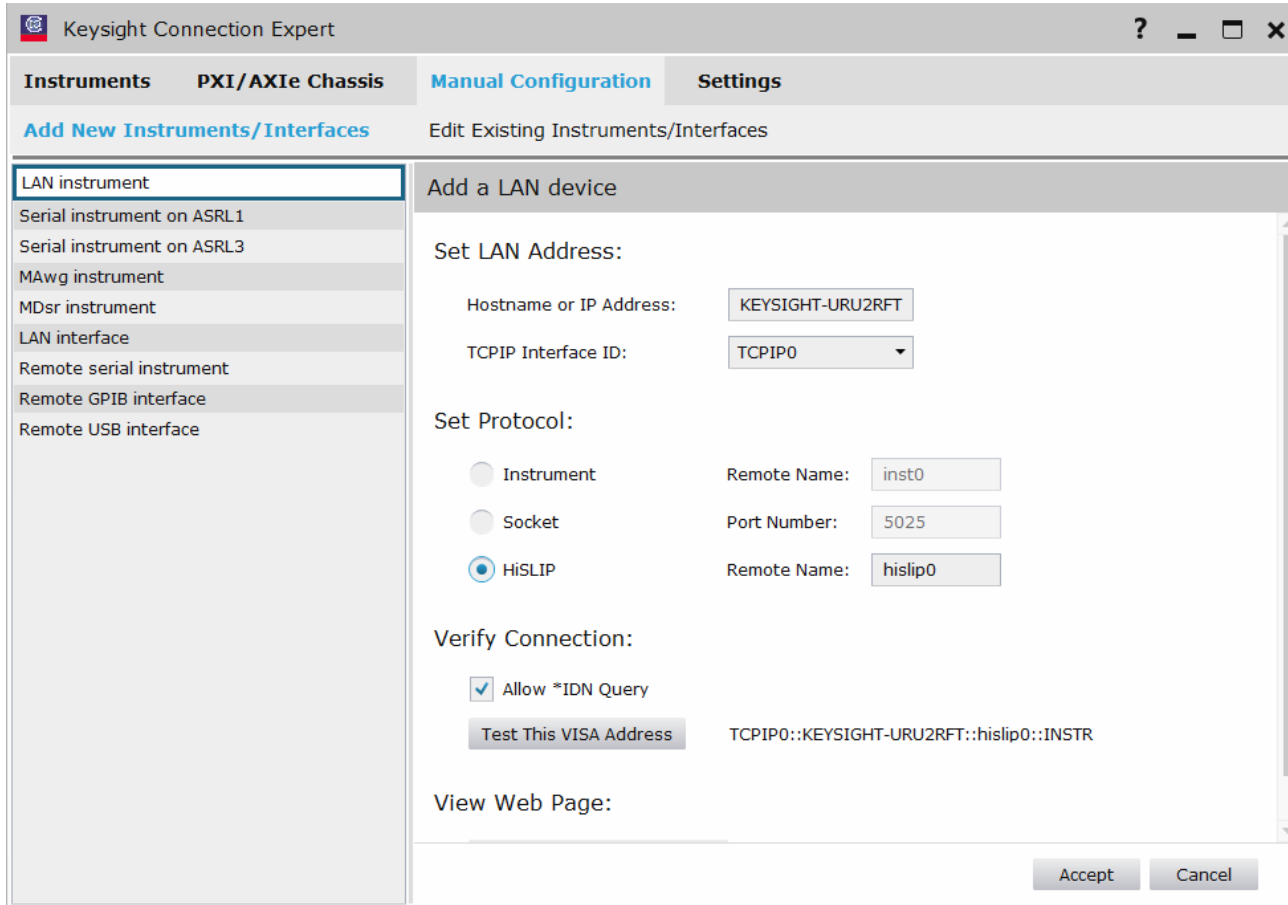 Keysight Connection Expert
Instruments PXI/AXIe Chassis Manual Configuration Settings
Add New Instruments/Interfaces Edit Existing Instruments/Interfaces
LAN instrument
Serial instrument on ASRL1
Serial instrument on ASRL3
MAwg instrument
MDsr instrument
LAN interface
Remote serial instrument
Remote GPIB interface
Remote USB interface
Add a LAN device
Set LAN Address:
Hostname or IP Address: KEYSIGHT-URU2RFT
TCPIP Interface ID: TCPIP0
Set Protocol:
Instrument Remote Name: inst0
Socket Port Number: 5025
HiSLIP Remote Name: hislip0
Verify Connection:
Allow *IDN Query
Test This VISA Address TCPIP0::KEYSIGHT-URU2RFT::hislip0::INSTR
View Web Page:
Accept Cancel